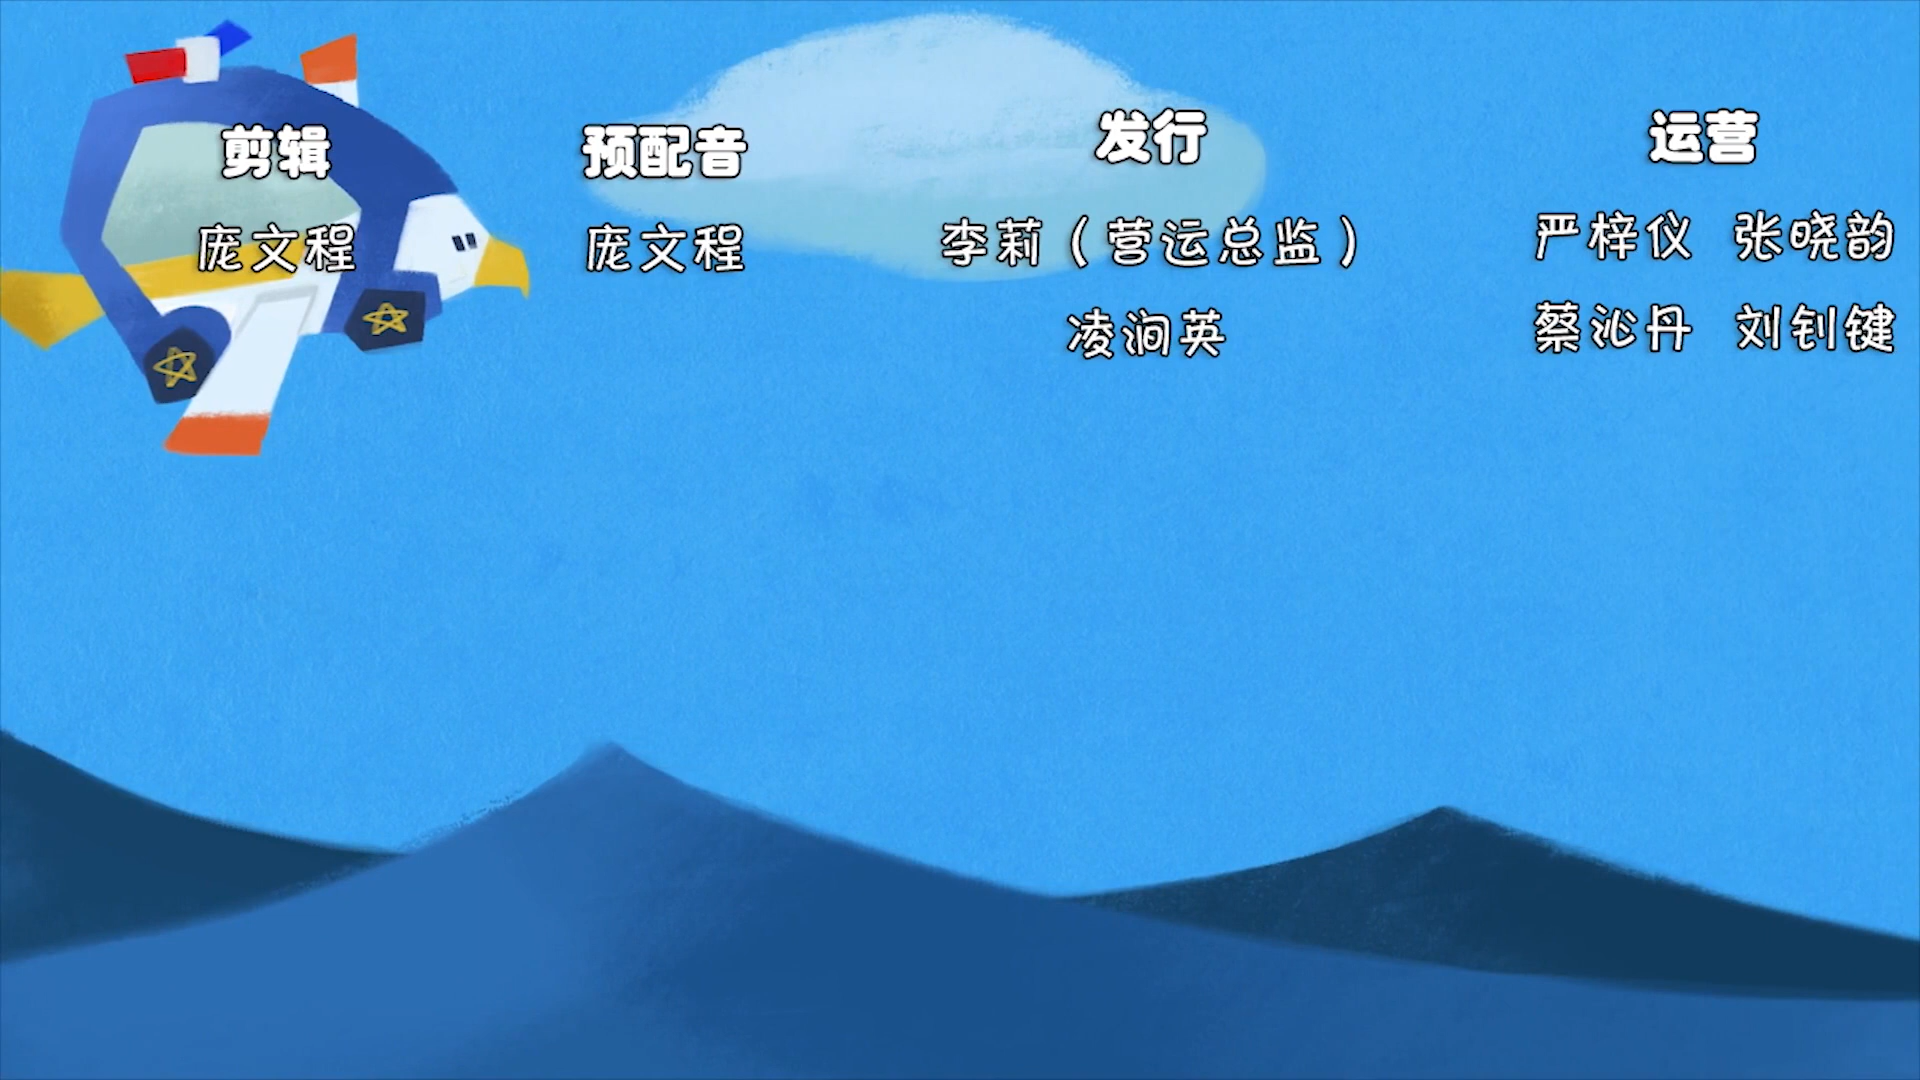 剪辑
庞文程
预配音
庞文程
发行
李莉（营运总监）
凌涧英
运营
严梓仪 张晓韵
蔡沁丹 刘钊键